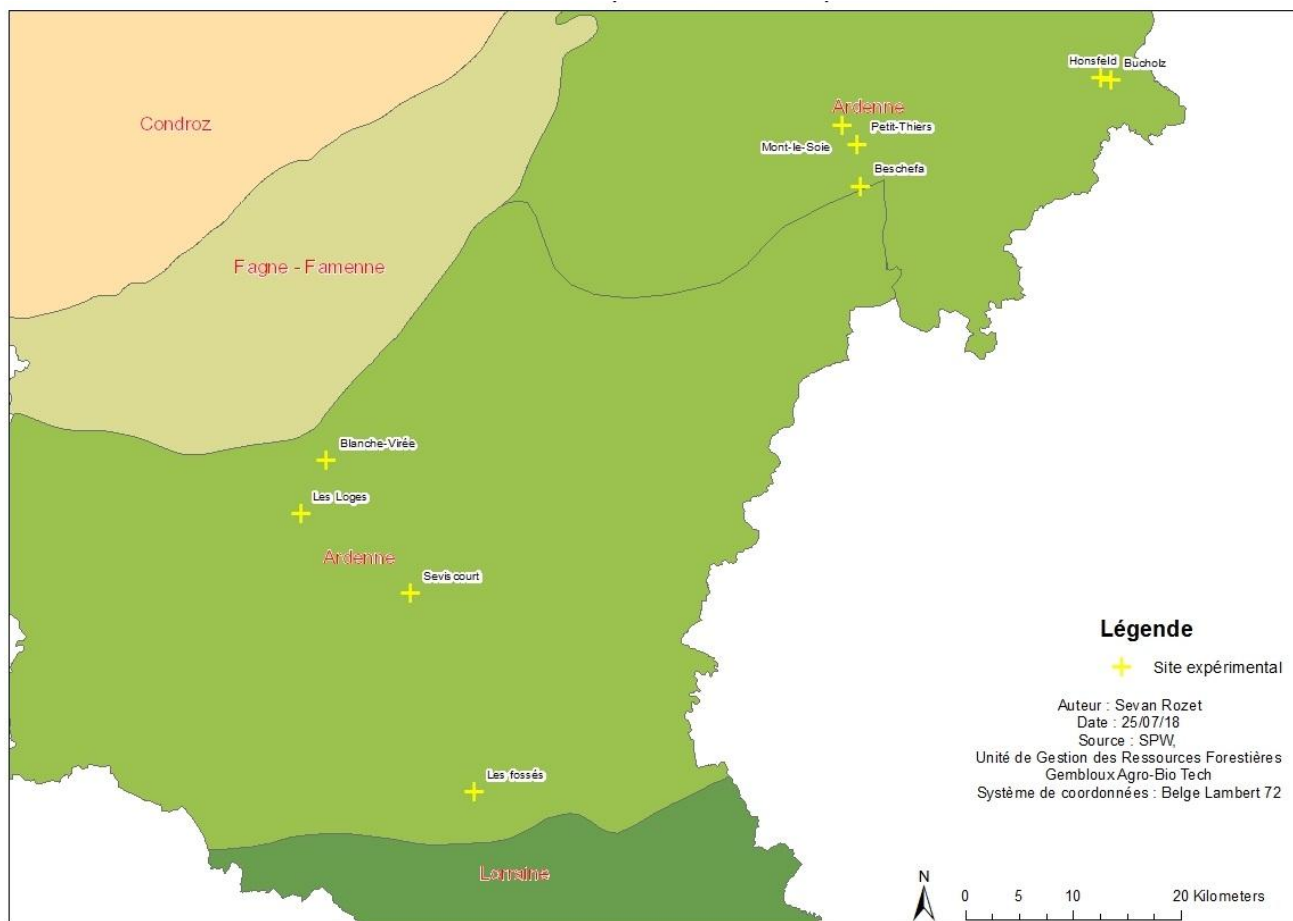 Honsfeld
Bucholz
Condroz
Ardenne
Petit-Thiers
Mont-le-Soie
Beschefa
Fagne - Famenne
Blanche-Virée
Les Loges
Ardenne
Seviscourt
Légende
Site expérimental
Auteur : Sevan Rozet
Date : 25/07/18
Source : SPW,
Unité de Gestion des Ressources Forestières
Gembloux Agro-Bio Tech
Système de coordonnées : Belge Lambert 72
Les fossés
Lorraine
N
0 5 10 20 Kilometers